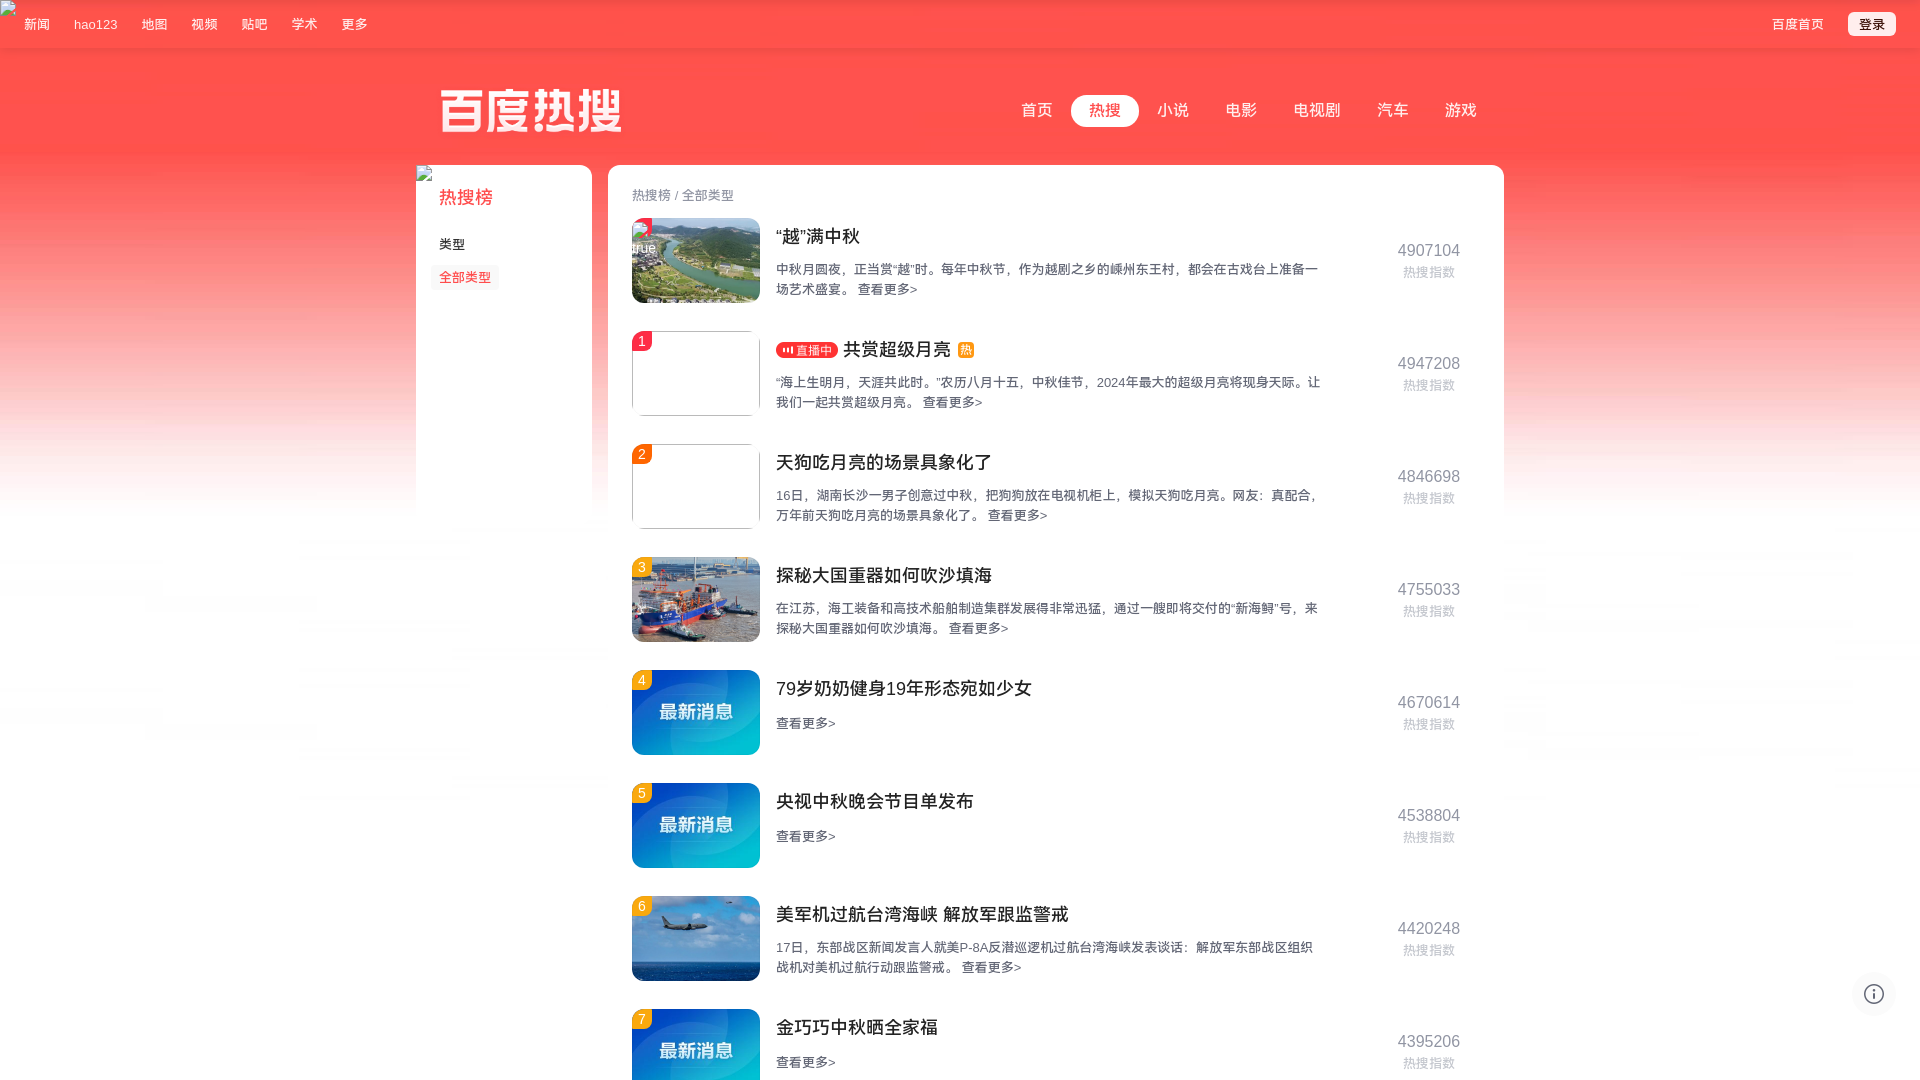 新闻 hao123 地图 视频 贴吧 学术 更多 百度首页 登录
百度热搜
首页 热搜 小说 电影 电视剧 汽车 游戏
热搜榜
类型
全部类型
热搜榜 / 全部类型
true
“越”满中秋
中秋月圆夜，正当赏“越”时。每年中秋节，作为越剧之乡的嵊州东王村，都会在古戏台上准备一
场艺术盛宴。 查看更多>
4907104
热搜指数
1
直播中 共赏超级月亮 热
“海上生明月，天涯共此时。”农历八月十五，中秋佳节，2024年最大的超级月亮将现身天际。让
我们一起共赏超级月亮。 查看更多>
4947208
热搜指数
2
天狗吃月亮的场景具象化了
16日，湖南长沙一男子创意过中秋，把狗狗放在电视机柜上，模拟天狗吃月亮。网友：真配合，
万年前天狗吃月亮的场景具象化了。 查看更多>
4846698
热搜指数
3
探秘大国重器如何吹沙填海
在江苏，海工装备和高技术船舶制造集群发展得非常迅猛，通过一艘即将交付的“新海鲟”号，来
探秘大国重器如何吹沙填海。 查看更多>
4755033
热搜指数
4
最新消息
79岁奶奶健身19年形态宛如少女
查看更多>
4670614
热搜指数
5
最新消息
央视中秋晚会节目单发布
查看更多>
4538804
热搜指数
6
美军机过航台湾海峡 解放军跟监警戒
17日，东部战区新闻发言人就美P-8A反潜巡逻机过航台湾海峡发表谈话：解放军东部战区组织
战机对美机过航行动跟监警戒。 查看更多>
4420248
热搜指数
7
最新消息
金巧巧中秋晒全家福
查看更多>
4395206
热搜指数